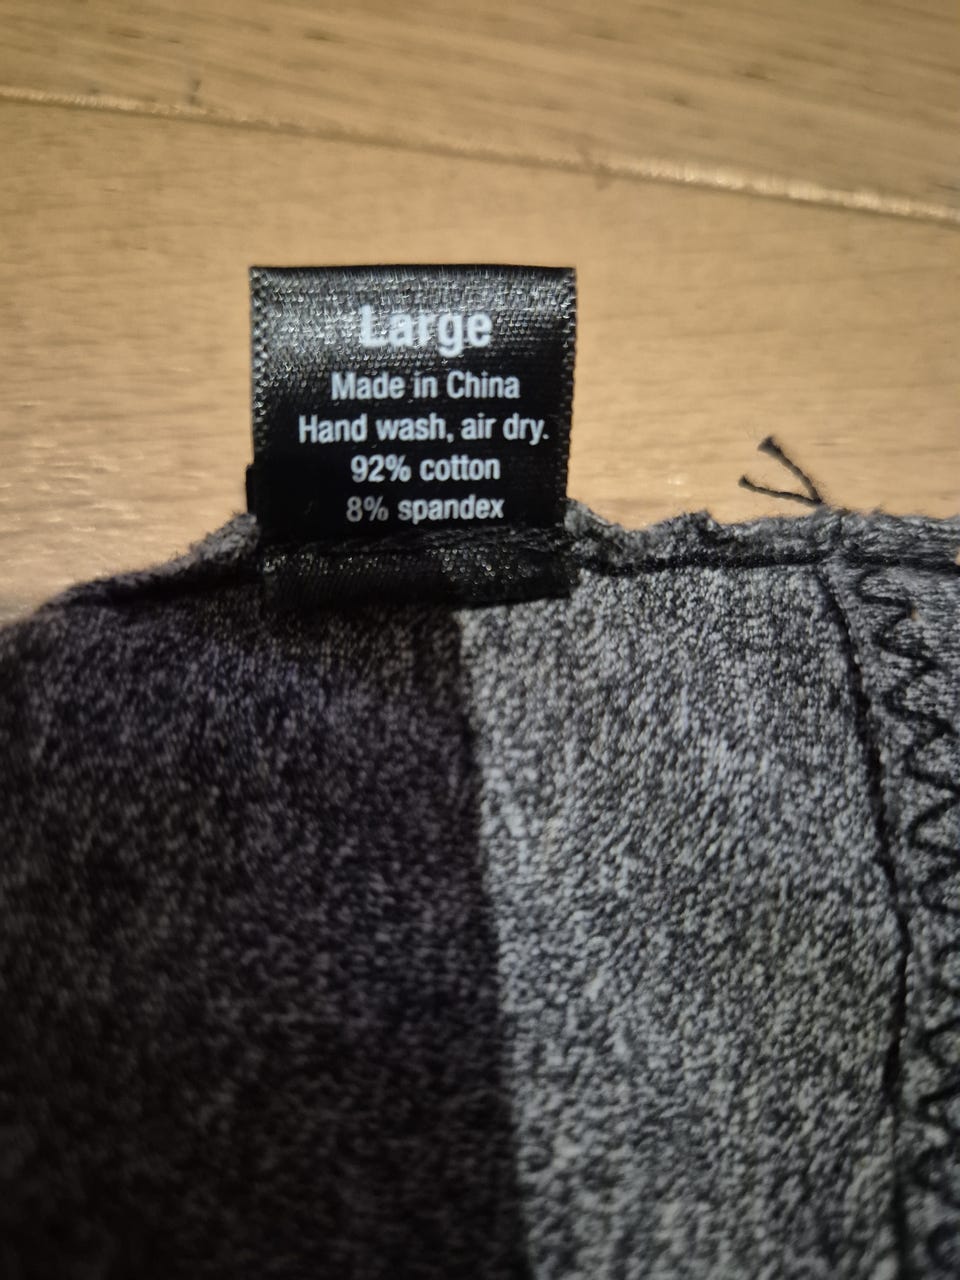 Large
Made in China
Hand wash, air dry.
92% cotton
8% spandex